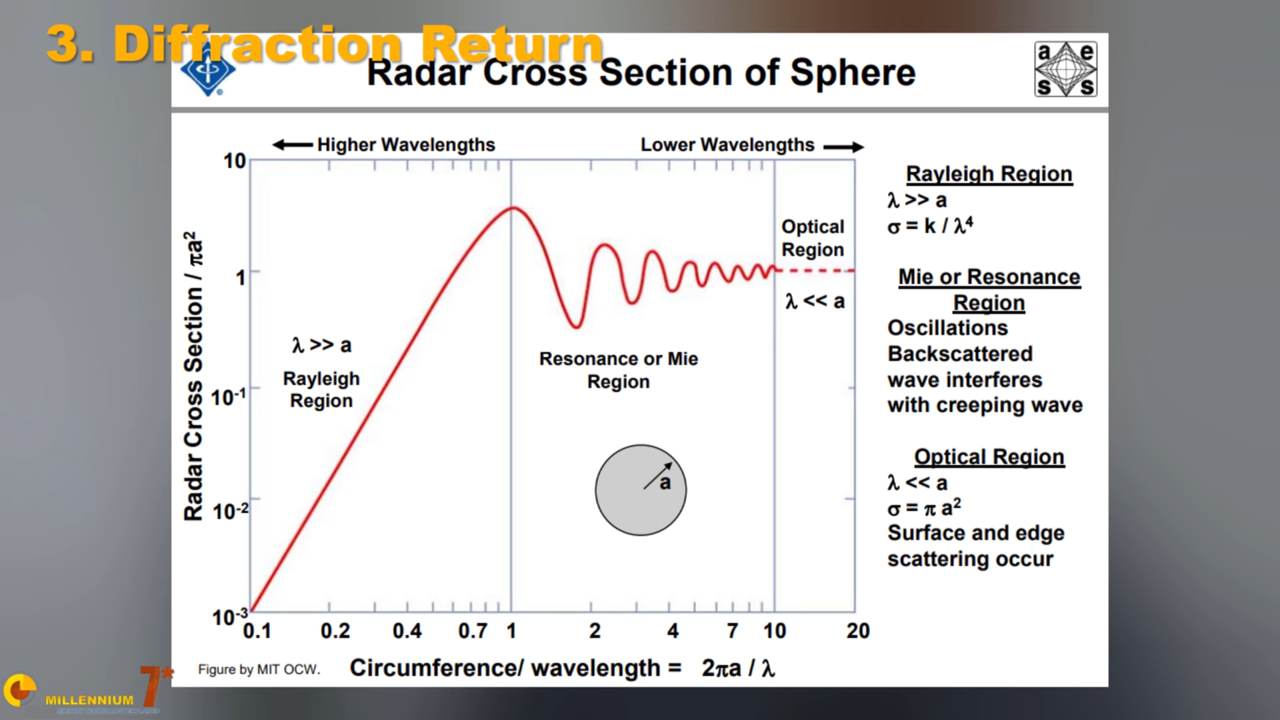 3. Diffraction Return
Radar Cross Section of Sphere
a e
s s
Higher Wavelengths
Lower Wavelengths
Radar Cross Section / πa²
10
1
10⁻¹
10⁻²
10⁻³
λ >> a
Rayleigh
Region
Resonance or Mie
Region
a
Optical
Region
λ << a
0.1 0.2 0.4 0.7 1 2 4 7 10 20
Circumference/ wavelength = 2πa / λ
Figure by MIT OCW.
Rayleigh Region
λ >> a
σ = k / λ⁴
Mie or Resonance
Region
Oscillations
Backscattered
wave interferes
with creeping wave
Optical Region
λ << a
σ = π a²
Surface and edge
scattering occur
MILLENNIUM 7*